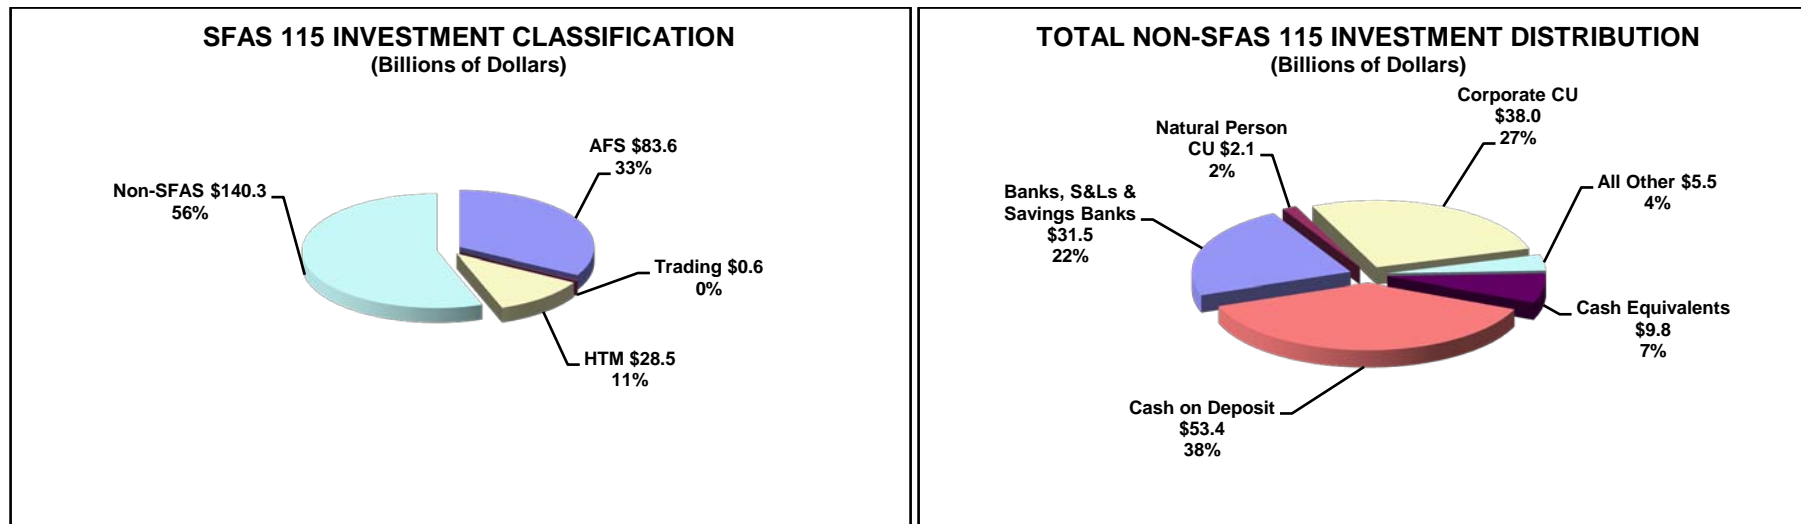 SFAS 115 INVESTMENT CLASSIFICATION
(Billions of Dollars)
AFS $83.6
33%
Non-SFAS $140.3
56%
Trading $0.6
0%
HTM $28.5
11%
TOTAL NON-SFAS 115 INVESTMENT DISTRIBUTION
(Billions of Dollars)
Corporate CU
$38.0
27%
Natural Person
CU $2.1
2%
All Other $5.5
4%
Banks, S&Ls &
Savings Banks
$31.5
22%
Cash Equivalents
$9.8
7%
Cash on Deposit
$53.4
38%